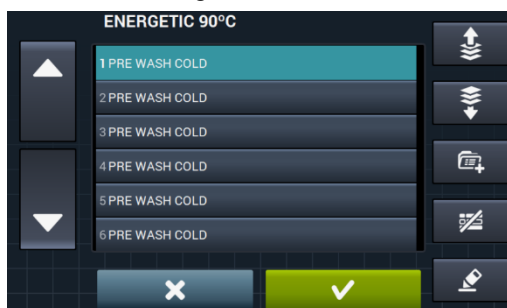 ENERGETIC 90ºC
1 PRE WASH COLD
2 PRE WASH COLD
3 PRE WASH COLD
4 PRE WASH COLD
5 PRE WASH COLD
6 PRE WASH COLD